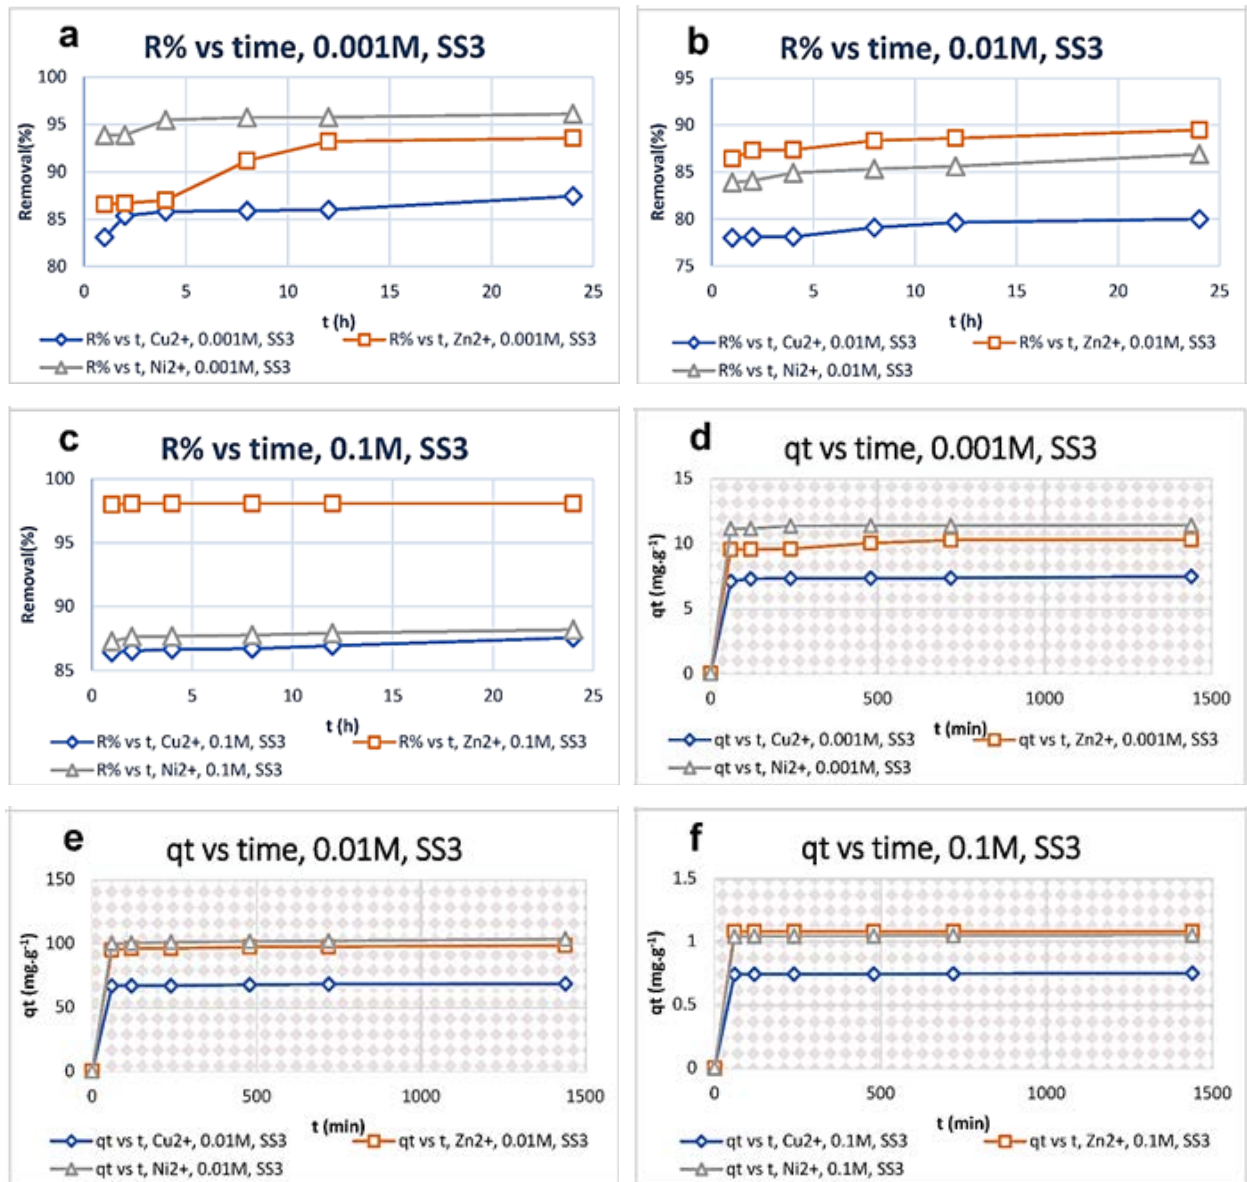 a
R% vs time, 0.001M, SS3
100
95
90
85
80
Removal(%)
0 5 10 15 20 25
t (h)
R% vs t, Cu2+, 0.001M, SS3
R% vs t, Zn2+, 0.001M, SS3
R% vs t, Ni2+, 0.001M, SS3
b
R% vs time, 0.01M, SS3
95
90
85
80
75
Removal(%)
0 5 10 15 20 25
t (h)
R% vs t, Cu2+, 0.01M, SS3
R% vs t, Zn2+, 0.01M, SS3
R% vs t, Ni2+, 0.01M, SS3
c
R% vs time, 0.1M, SS3
100
95
90
85
Removal(%)
0 5 10 15 20 25
t (h)
R% vs t, Cu2+, 0.1M, SS3
R% vs t, Zn2+, 0.1M, SS3
R% vs t, Ni2+, 0.1M, SS3
d
qt vs time, 0.001M, SS3
15
10
5
0
qt (mg.g⁻¹)
0 500 1000 1500
t (min)
qt vs t, Cu2+, 0.001M, SS3
qt vs t, Zn2+, 0.001M, SS3
qt vs t, Ni2+, 0.001M, SS3
e
qt vs time, 0.01M, SS3
150
100
50
0
qt (mg.g⁻¹)
0 500 1000 1500
t (min)
qt vs t, Cu2+, 0.01M, SS3
qt vs t, Zn2+, 0.01M, SS3
qt vs t, Ni2+, 0.01M, SS3
f
qt vs time, 0.1M, SS3
1.5
1
0.5
0
qt (mg.g⁻¹)
0 500 1000 1500
t (min)
qt vs t, Cu2+, 0.1M, SS3
qt vs t, Zn2+, 0.1M, SS3
qt vs t, Ni2+, 0.1M, SS3